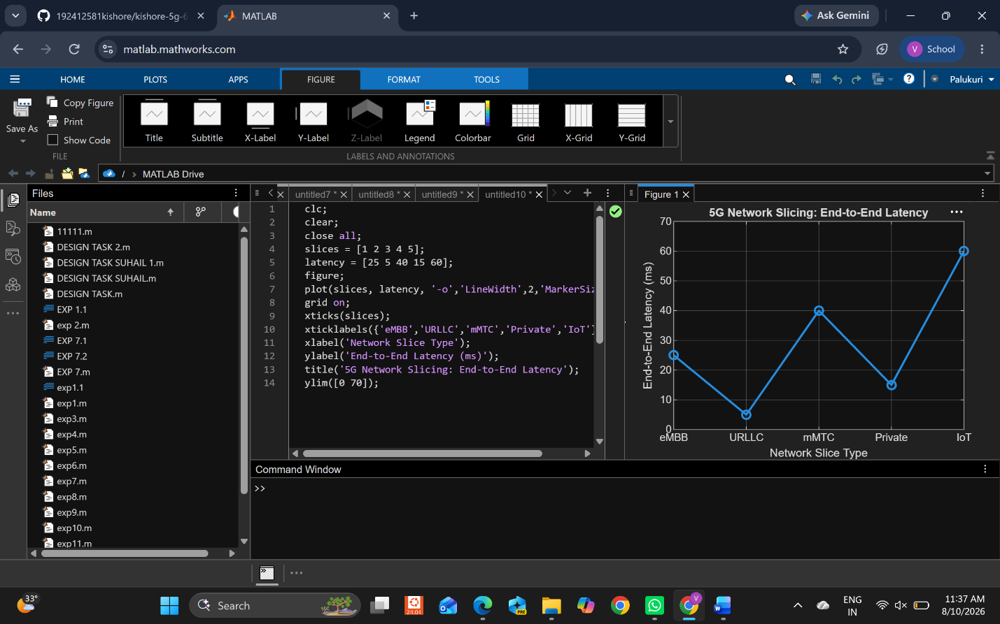 192412581kishore/kishore-5g-6
MATLAB
Ask Gemini
matlab.mathworks.com
V
School
HOME
PLOTS
APPS
FIGURE
FORMAT
TOOLS
Palukuri
Save As
Copy Figure
Print
Show Code
FILE
Title
Subtitle
X-Label
Y-Label
Z-Label
Legend
Colorbar
Grid
X-Grid
Y-Grid
LABELS AND ANNOTATIONS
/ › MATLAB Drive
Files
Name
11111.m
DESIGN TASK 2.m
DESIGN TASK SUHAIL 1.m
DESIGN TASK SUHAIL.m
DESIGN TASK.m
EXP 1.1
exp 2.m
EXP 7.1
EXP 7.2
EXP 7.m
exp1.1
exp1.m
exp3.m
exp4.m
exp5.m
exp6.m
exp7.m
exp8.m
exp9.m
exp10.m
exp11.m
untitled7 *
untitled8 *
untitled9 *
untitled10 *
1 clc;
2 clear;
3 close all;
4 slices = [1 2 3 4 5];
5 latency = [25 5 40 15 60];
6 figure;
7 plot(slices, latency, '-o','LineWidth',2,'MarkerSiz
8 grid on;
9 xticks(slices);
10 xticklabels({'eMBB','URLLC','mMTC','Private','IoT'}
11 xlabel('Network Slice Type');
12 ylabel('End-to-End Latency (ms)');
13 title('5G Network Slicing: End-to-End Latency');
14 ylim([0 70]);
Figure 1
5G Network Slicing: End-to-End Latency
70
60
50
40
30
20
10
0
End-to-End Latency (ms)
eMBB
URLLC
mMTC
Private
IoT
Network Slice Type
Command Window
>>
33°
Search
24.04
PRE
V
ENG
IN
11:37 AM
8/10/2026